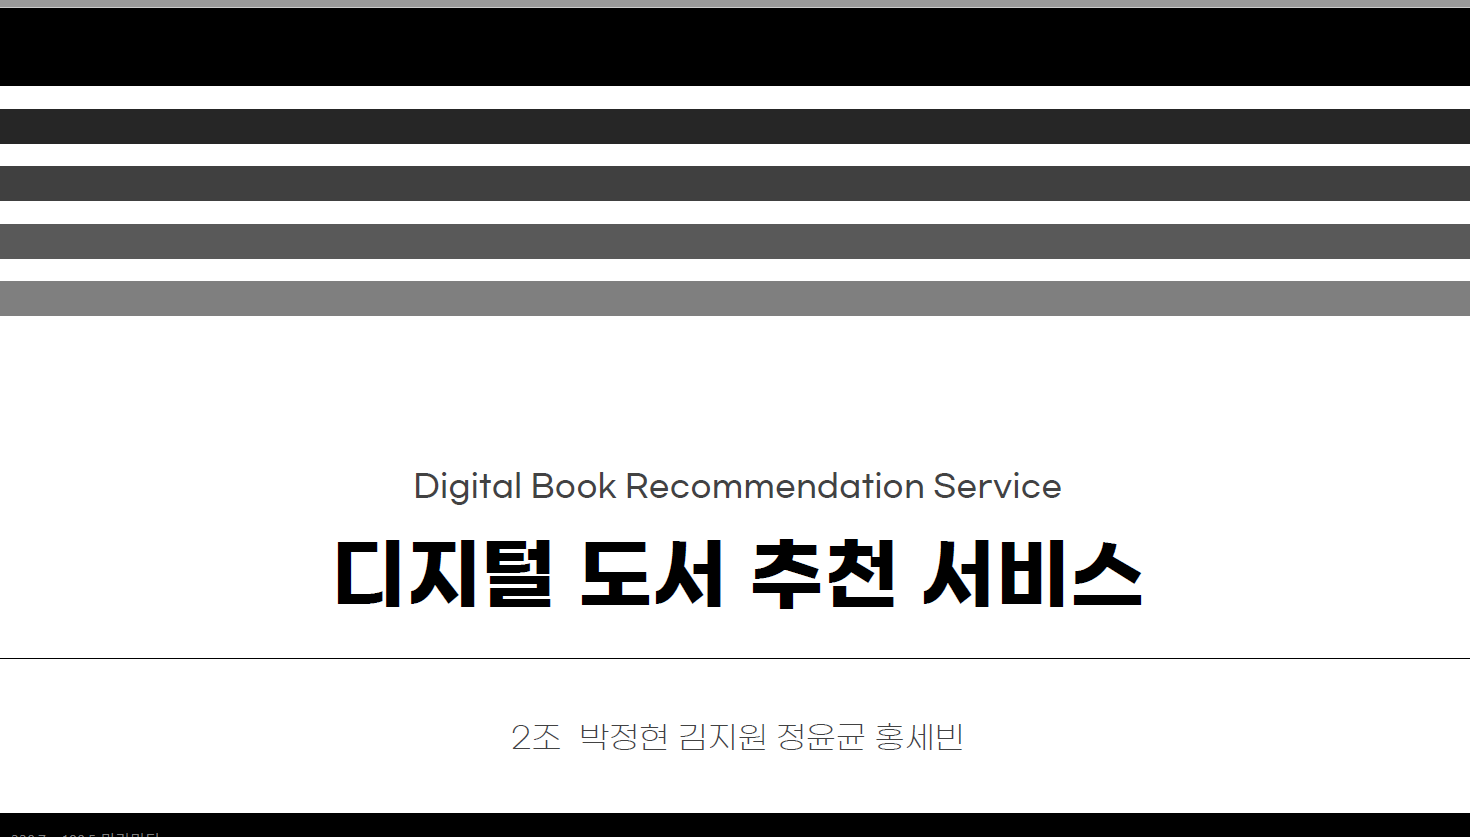 Digital Book Recommendation Service
디지털 도서 추천 서비스
2조 박정현 김지원 정윤균 홍세빈